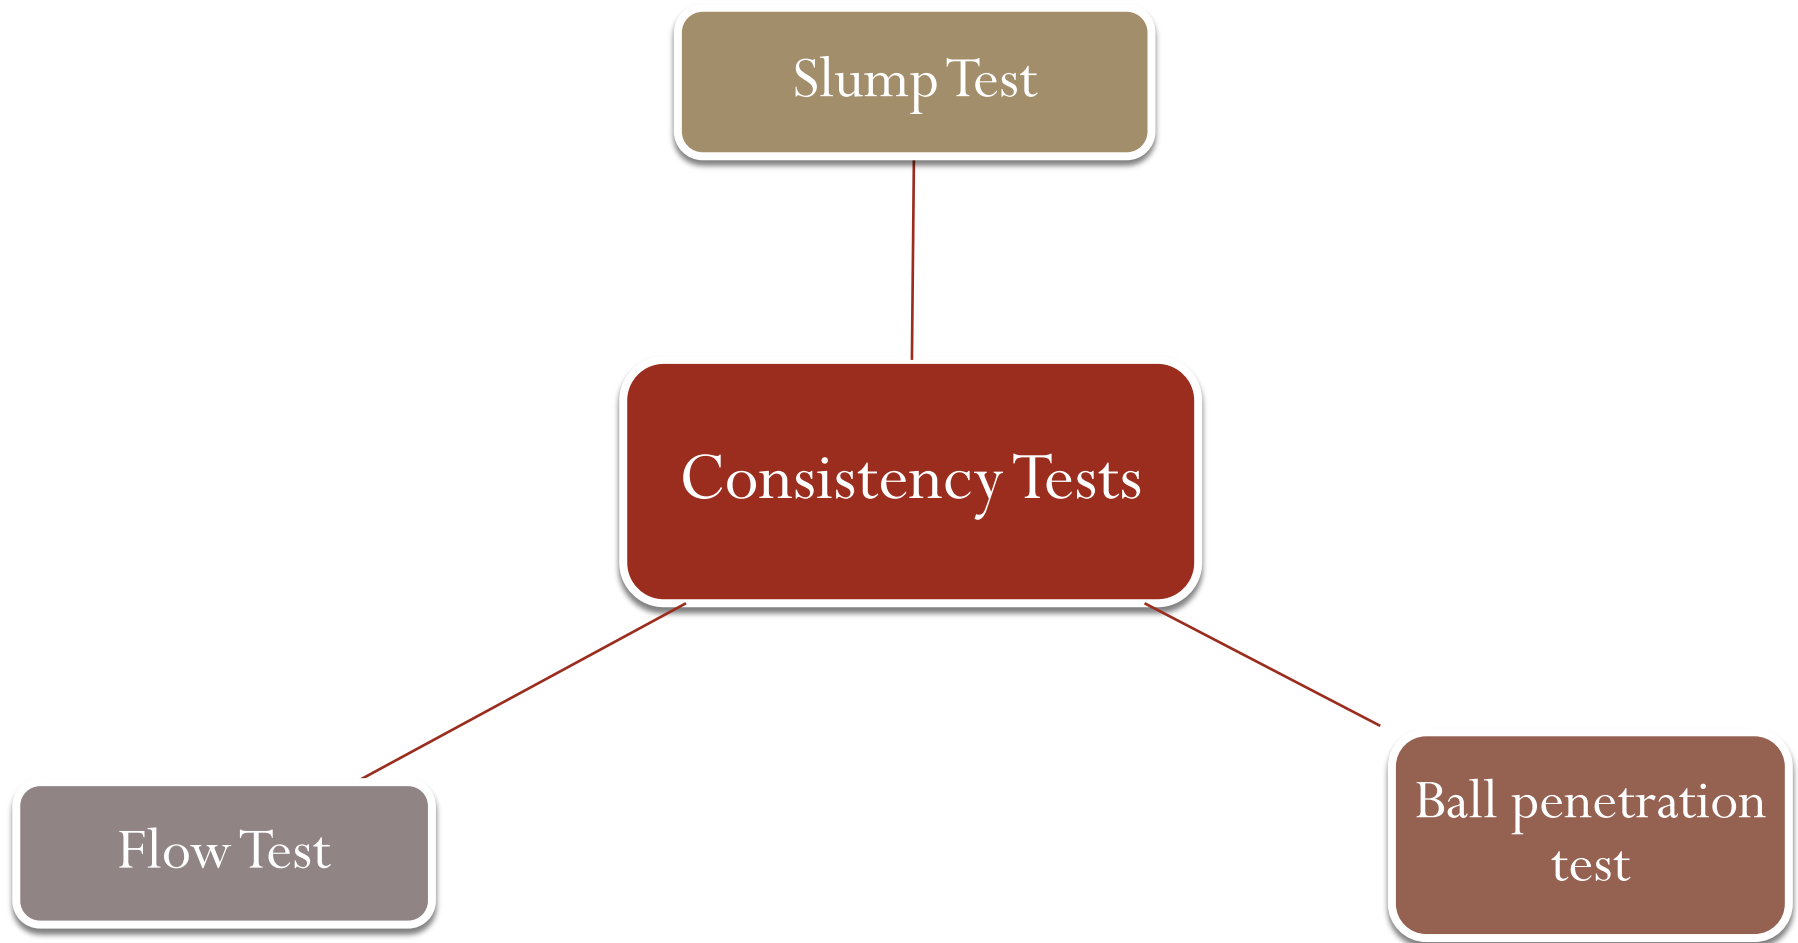 Slump Test
Consistency Tests
Flow Test
Ball penetration
test